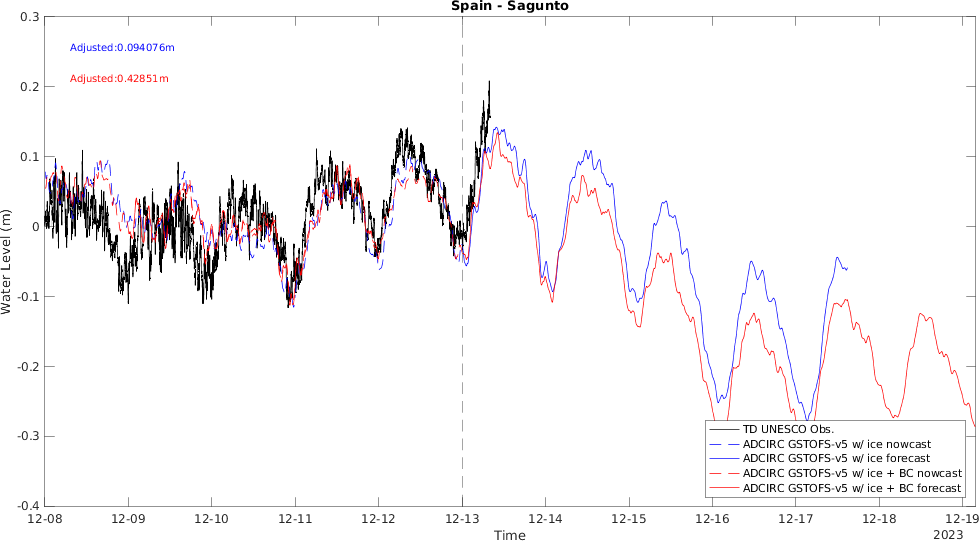 Spain - Sagunto
0.3
0.2
0.1
0
-0.1
-0.2
-0.3
-0.4
Water Level (m)
Adjusted:0.094076m
Adjusted:0.42851m
TD UNESCO Obs.
ADCIRC GSTOFS-v5 w/ ice nowcast
ADCIRC GSTOFS-v5 w/ ice forecast
ADCIRC GSTOFS-v5 w/ ice + BC nowcast
ADCIRC GSTOFS-v5 w/ ice + BC forecast
12-08 12-09 12-10 12-11 12-12 12-13 12-14 12-15 12-16 12-17 12-18 12-19
Time
2023